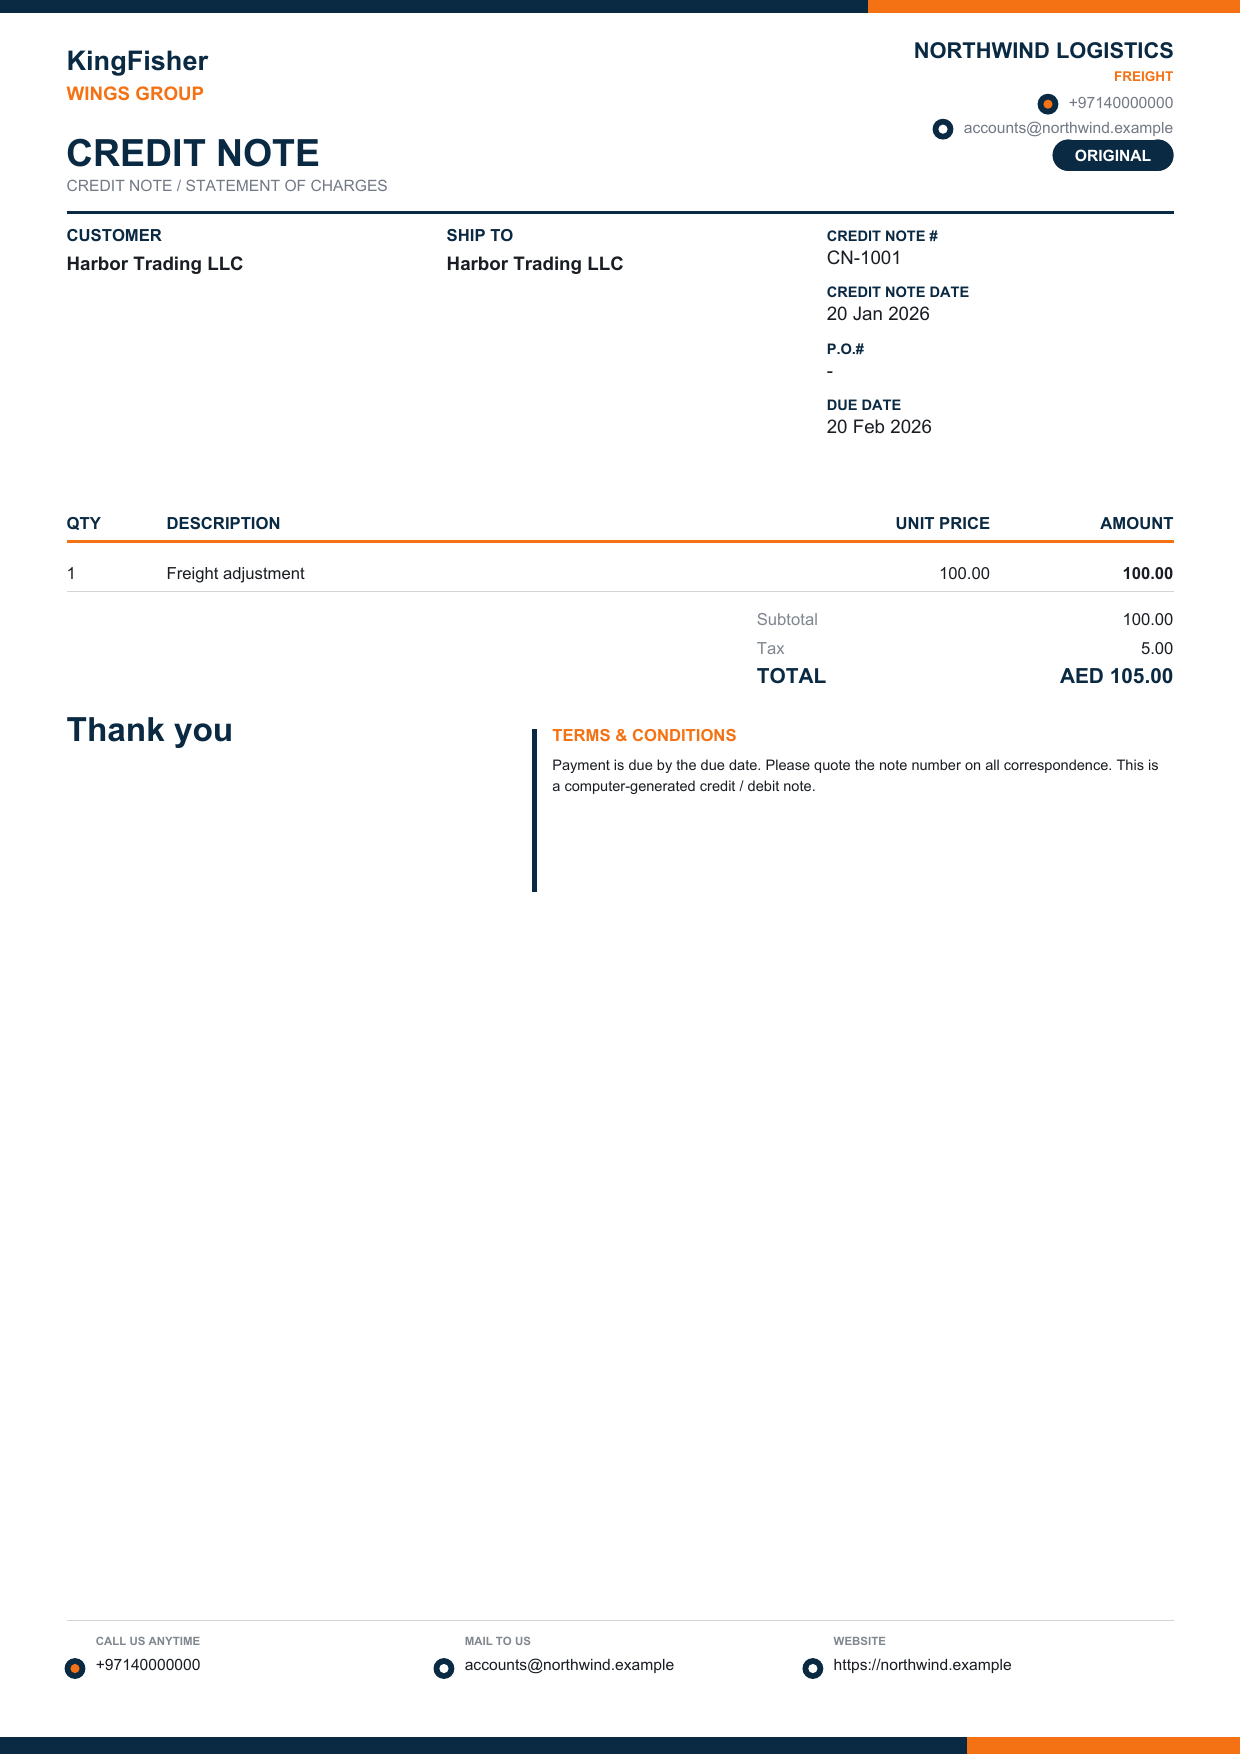 KingFisher
WINGS GROUP
NORTHWIND LOGISTICS
FREIGHT
+97140000000
accounts@northwind.example
ORIGINAL
CREDIT NOTE
CREDIT NOTE / STATEMENT OF CHARGES
CUSTOMER
Harbor Trading LLC
SHIP TO
Harbor Trading LLC
CREDIT NOTE #
CN-1001
CREDIT NOTE DATE
20 Jan 2026
P.O.#
-
DUE DATE
20 Feb 2026
QTY DESCRIPTION UNIT PRICE AMOUNT
1 Freight adjustment 100.00 100.00
Subtotal 100.00
Tax 5.00
TOTAL AED 105.00
Thank you
TERMS & CONDITIONS
Payment is due by the due date. Please quote the note number on all correspondence. This is
a computer-generated credit / debit note.
CALL US ANYTIME
+97140000000
MAIL TO US
accounts@northwind.example
WEBSITE
https://northwind.example